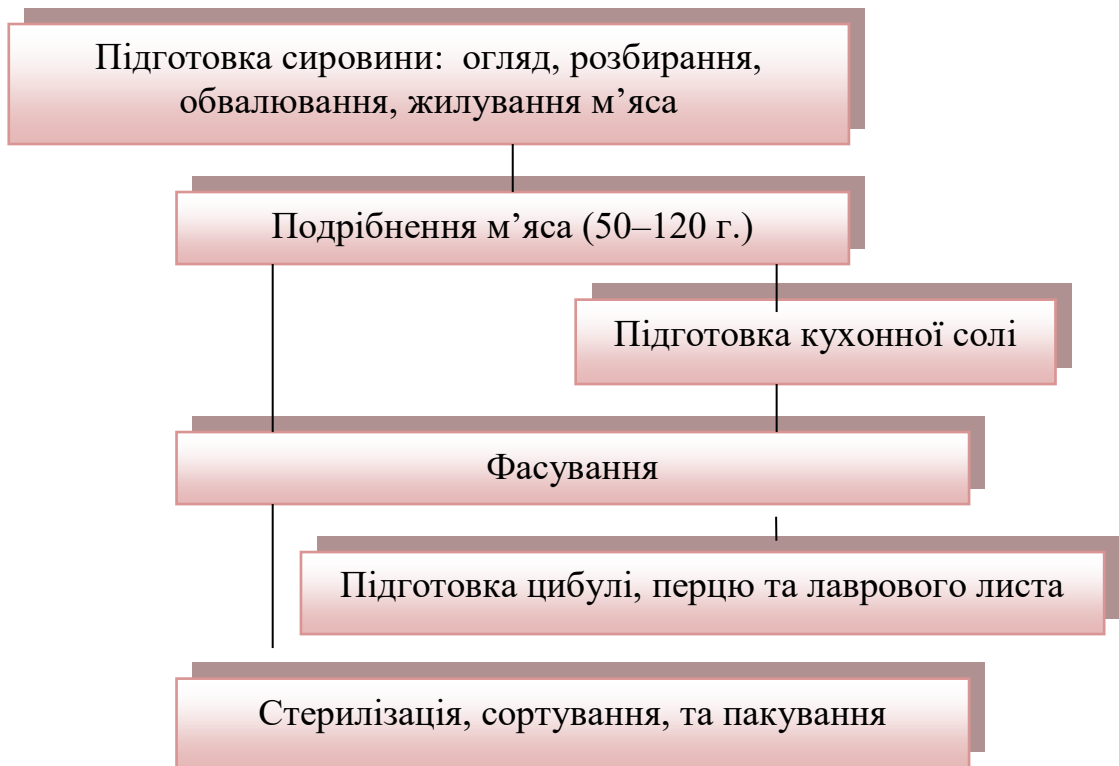 Підготовка сировини: огляд, розбирання,
обвалювання, жилування м’яса
Подрібнення м’яса (50–120 г.)
Підготовка кухонної солі
Фасування
Підготовка цибулі, перцю та лаврового листа
Стерилізація, сортування, та пакування